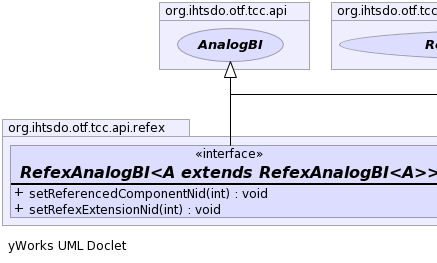 org.ihtsdo.otf.tcc.api
org.ihtsdo.otf.tcc
AnalogBI
Re
org.ihtsdo.otf.tcc.api.refex
«interface»
RefexAnalogBI<A extends RefexAnalogBI<A>>
+ setReferencedComponentNid(int) : void
+ setRefexExtensionNid(int) : void
yWorks UML Doclet